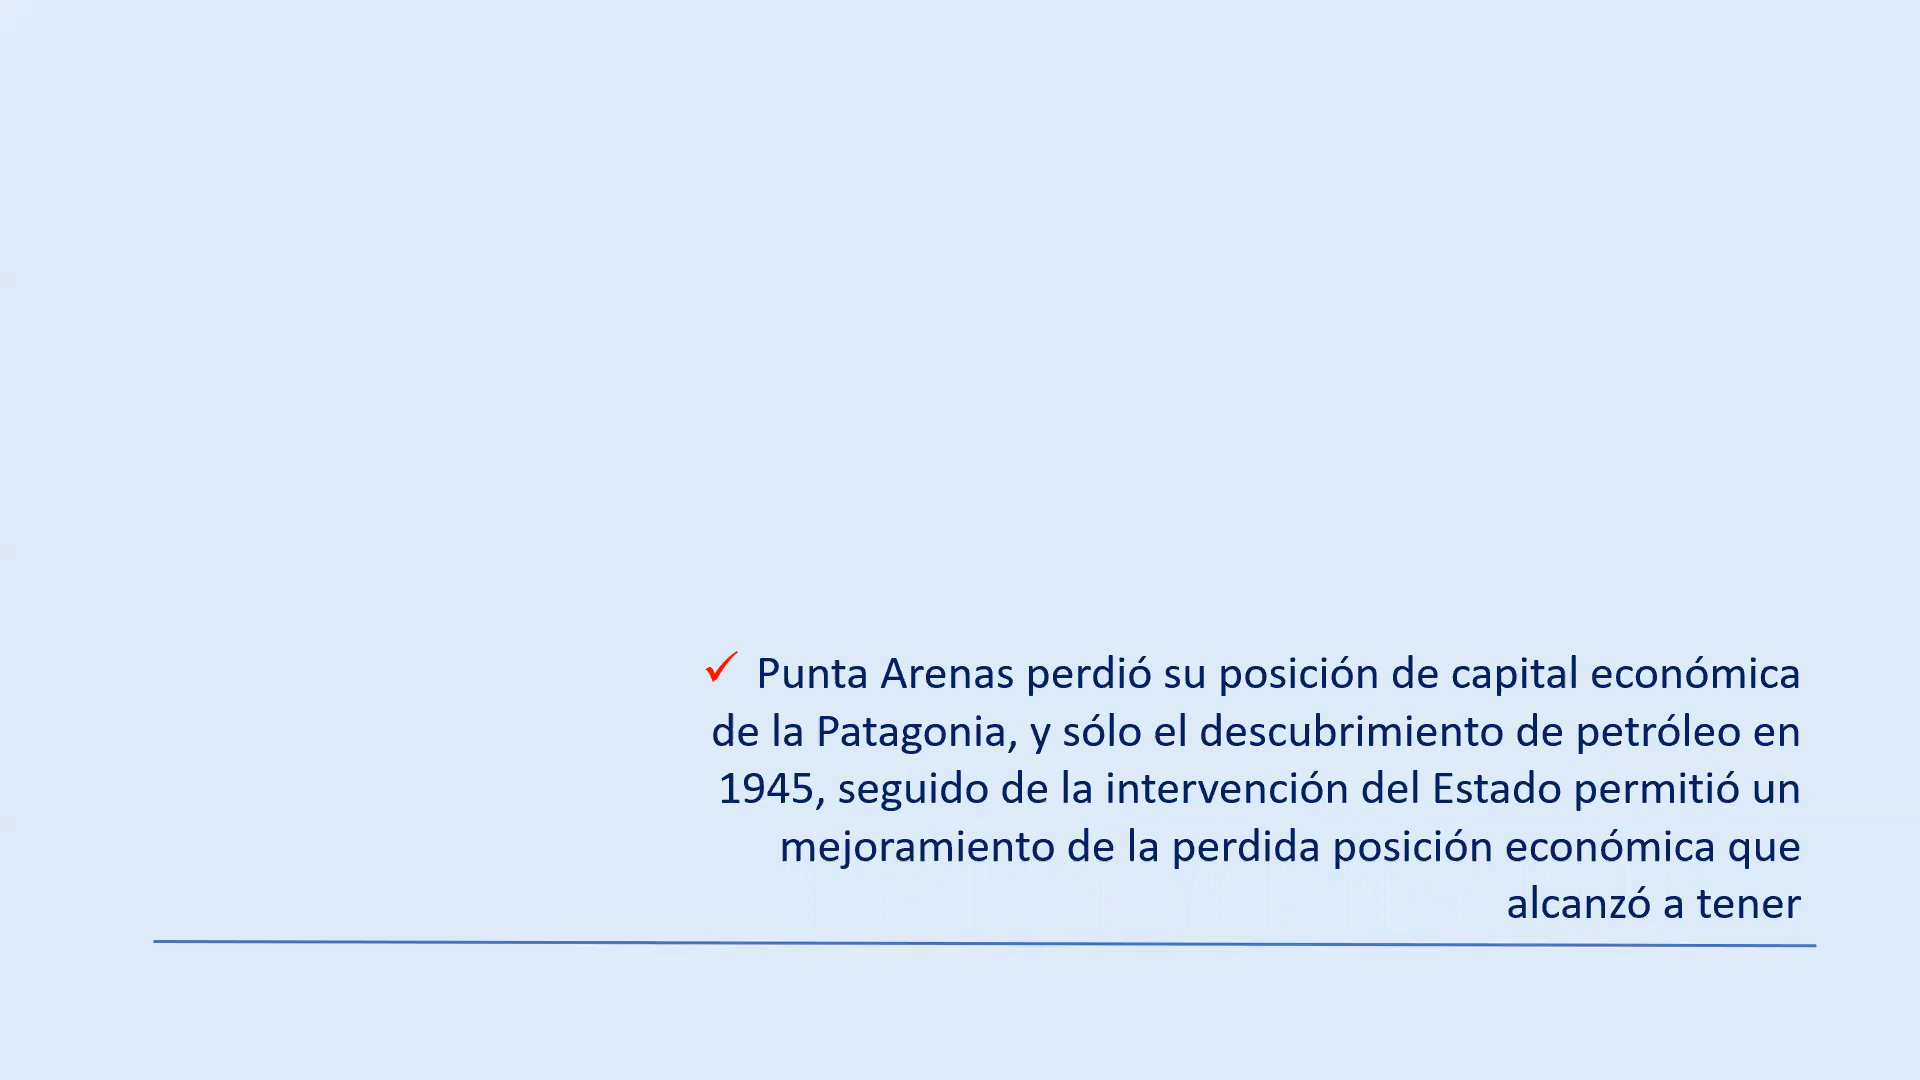 ✓ Punta Arenas perdió su posición de capital económica
de la Patagonia, y sólo el descubrimiento de petróleo en
1945, seguido de la intervención del Estado permitió un
mejoramiento de la perdida posición económica que
alcanzó a tener